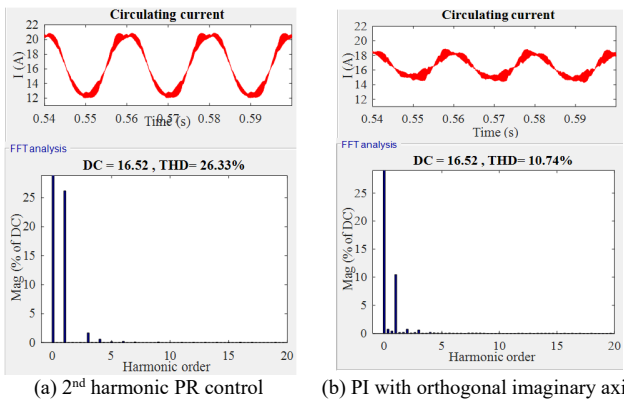 Circulating current
I (A)
22
20
18
16
14
12
0.54
0.55
0.56
0.57
0.58
0.59
Time (s)
FFT analysis
DC = 16.52 , THD= 26.33%
Mag (% of DC)
25
20
15
10
5
0
0
5
10
15
20
Harmonic order
(a) 2nd harmonic PR control
Circulating current
I (A)
22
20
18
16
14
12
0.54
0.55
0.56
0.57
0.58
0.59
Time (s)
FFT analysis
DC = 16.52 , THD= 10.74%
Mag (% of DC)
25
20
15
10
5
0
0
5
10
15
20
Harmonic order
(b) PI with orthogonal imaginary axi